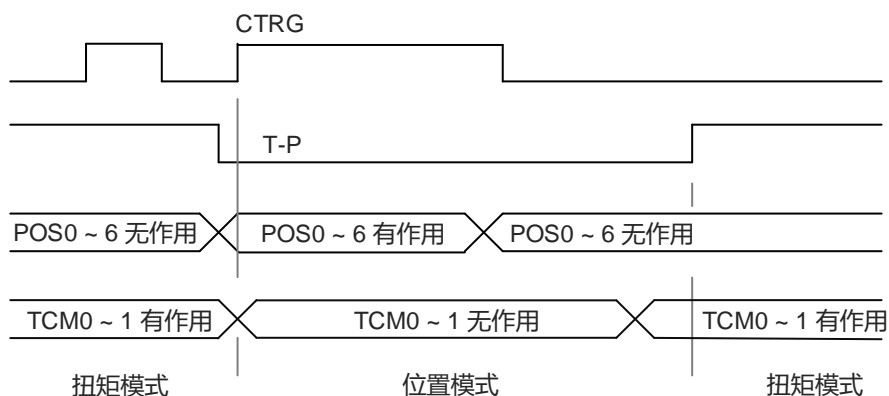 CTRG
T-P
POS0 ~ 6 无作用 POS0 ~ 6 有作用 POS0 ~ 6 无作用
TCM0 ~ 1 有作用 TCM0 ~ 1 无作用 TCM0 ~ 1 有作用
扭矩模式 位置模式 扭矩模式